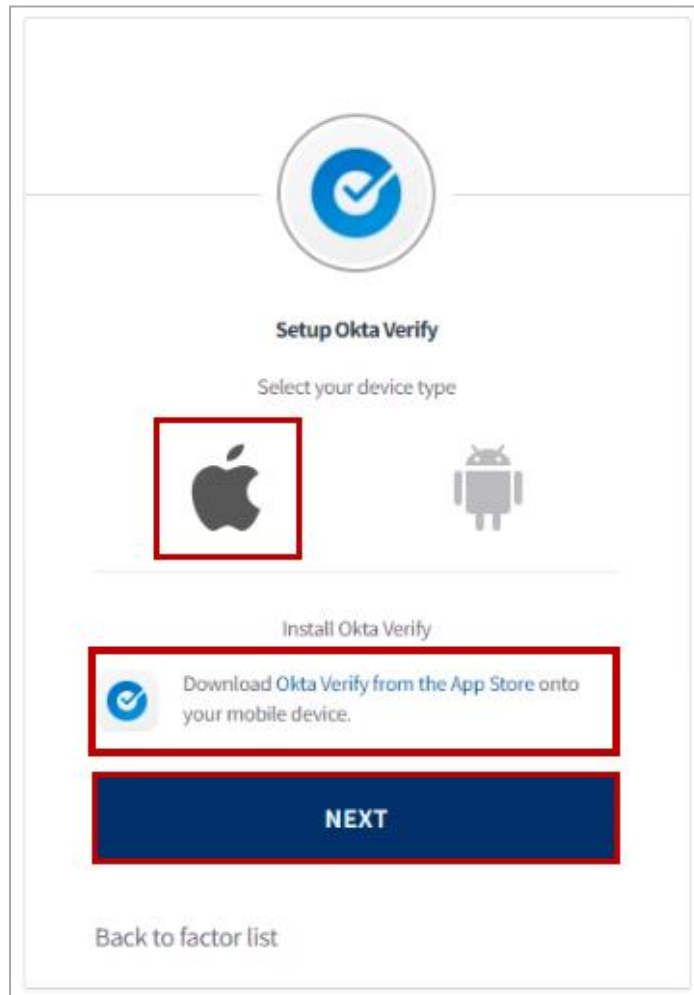 Setup Okta Verify
Select your device type
Install Okta Verify
Download Okta Verify from the App Store onto
your mobile device.
NEXT
Back to factor list